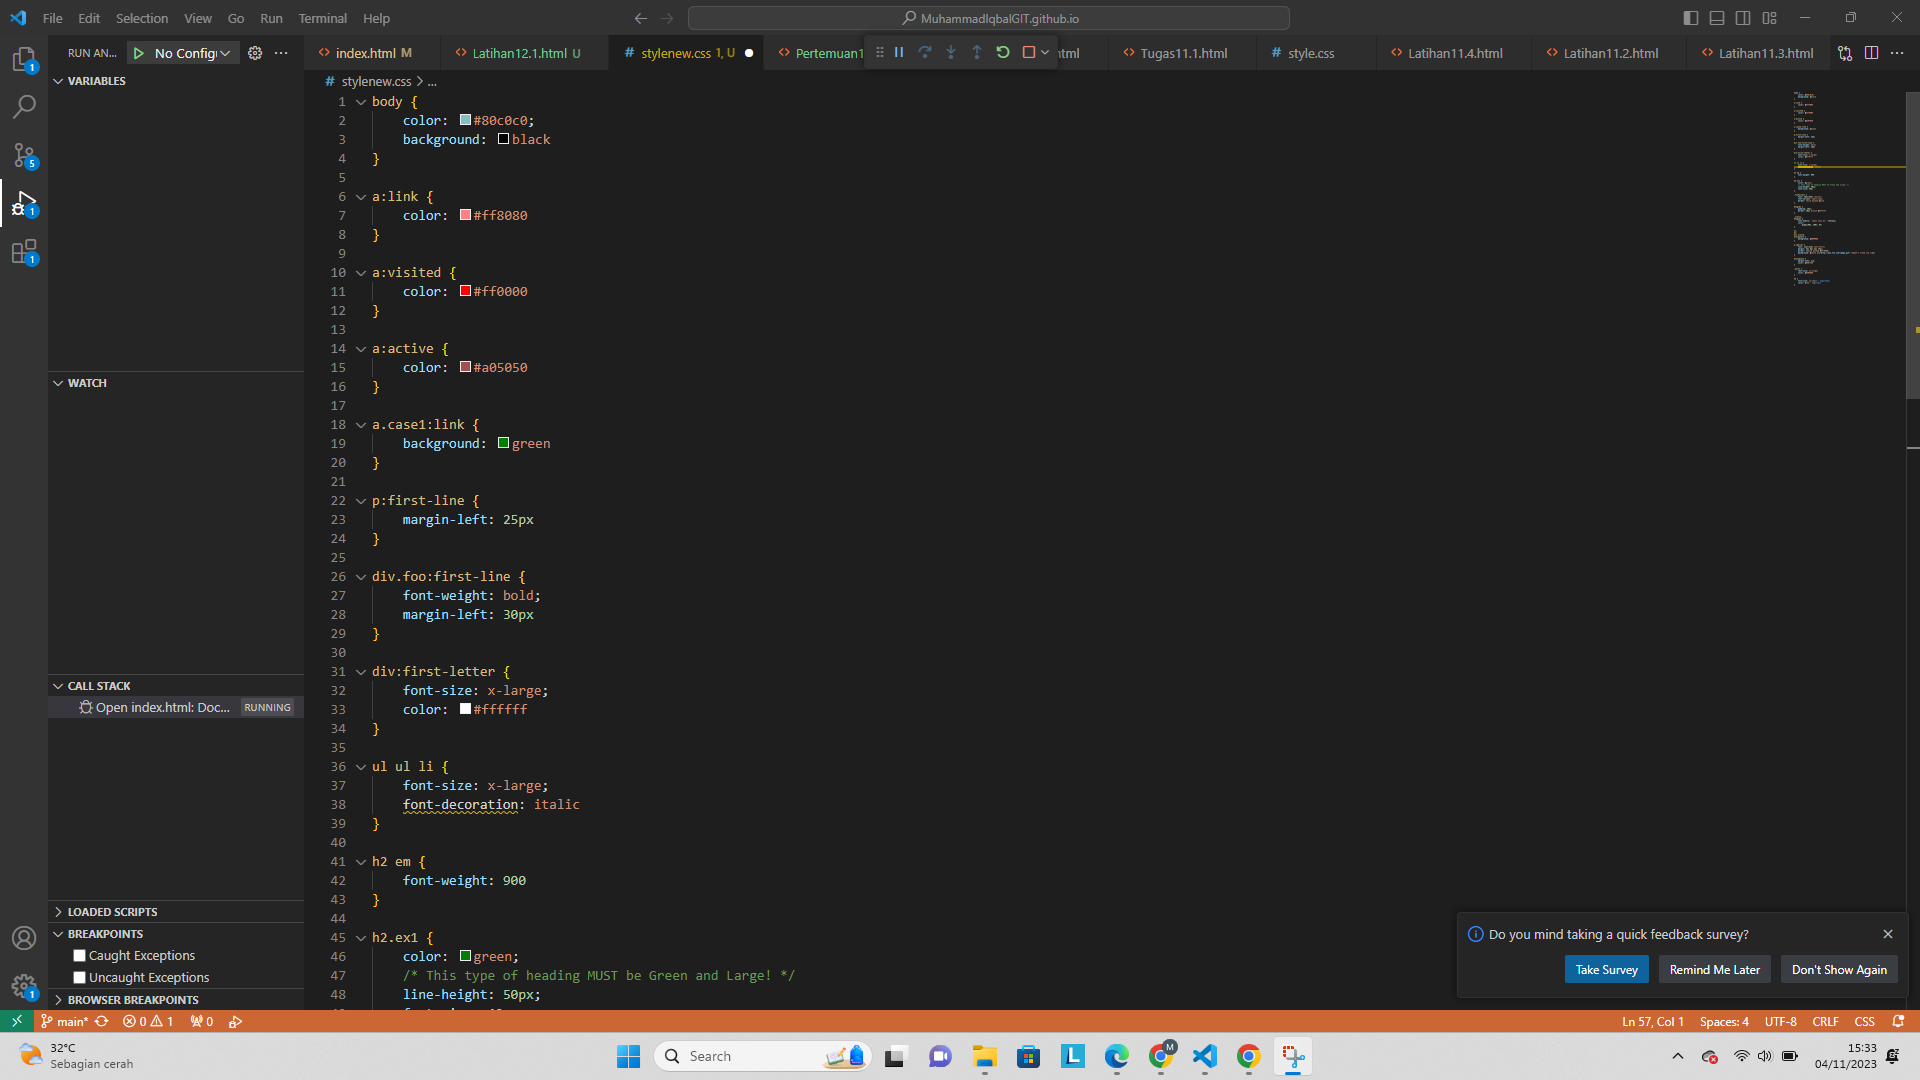 File Edit Selection View Go Run Terminal Help
MuhammadIqbalGIT.github.io
RUN AN... No Config
index.html M
Latihan12.1.html U
# stylenew.css 1, U
Pertemuan1
html
Tugas11.1.html
# style.css
Latihan11.4.html
Latihan11.2.html
Latihan11.3.html
VARIABLES
WATCH
CALL STACK
Open index.html: Doc... RUNNING
LOADED SCRIPTS
BREAKPOINTS
Caught Exceptions
Uncaught Exceptions
BROWSER BREAKPOINTS
# stylenew.css > ...
1 body {
2 color: #80c0c0;
3 background: black
4 }
5
6 a:link {
7 color: #ff8080
8 }
9
10 a:visited {
11 color: #ff0000
12 }
13
14 a:active {
15 color: #a05050
16 }
17
18 a.case1:link {
19 background: green
20 }
21
22 p:first-line {
23 margin-left: 25px
24 }
25
26 div.foo:first-line {
27 font-weight: bold;
28 margin-left: 30px
29 }
30
31 div:first-letter {
32 font-size: x-large;
33 color: #ffffff
34 }
35
36 ul ul li {
37 font-size: x-large;
38 font-decoration: italic
39 }
40
41 h2 em {
42 font-weight: 900
43 }
44
45 h2.ex1 {
46 color: green;
47 /* This type of heading MUST be Green and Large! */
48 line-height: 50px;
Do you mind taking a quick feedback survey?
Take Survey Remind Me Later Don't Show Again
main* 0 1 0
Ln 57, Col 1 Spaces: 4 UTF-8 CRLF CSS
32°C
Sebagian cerah
Search
15:33
04/11/2023